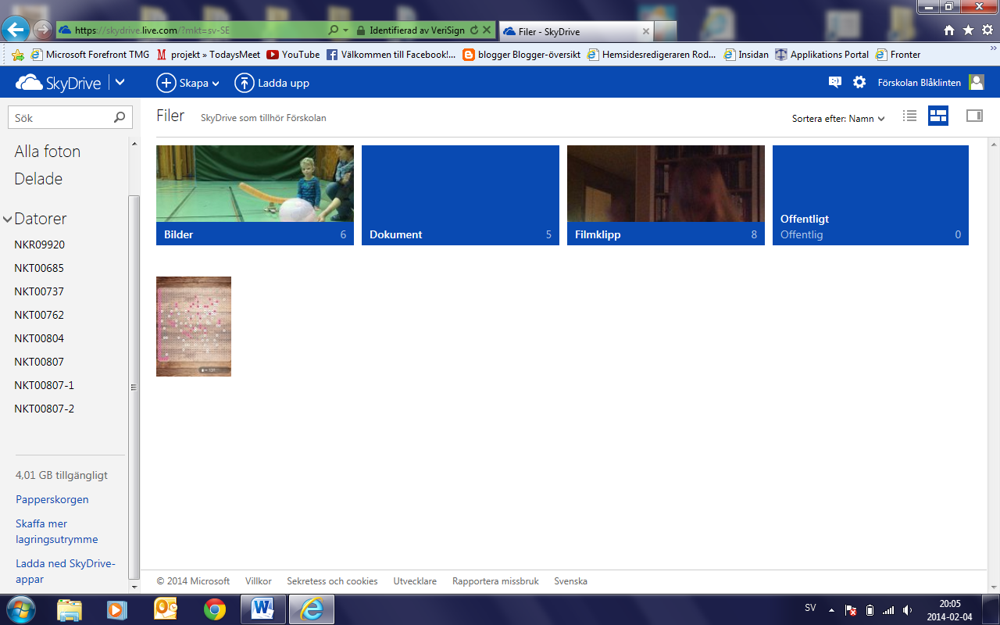 https://skydrive.live.com/?mkt=sv-SE
Identifierad av VeriSign
Filer - SkyDrive
Microsoft Forefront TMG
projekt » TodaysMeet
YouTube
Välkommen till Facebook!...
blogger Blogger-översikt
Hemsidesredigeraren Rod...
Insidan
Applikations Portal
Fronter
SkyDrive
Skapa
Ladda upp
Förskolan Blåklinten
Sök
Filer
SkyDrive som tillhör Förskolan
Sortera efter: Namn
Alla foton
Delade
Datorer
NKR09920
NKT00685
NKT00737
NKT00762
NKT00804
NKT00807
NKT00807-1
NKT00807-2
4,01 GB tillgängligt
Papperskorgen
Skaffa mer
lagringsutrymme
Ladda ned SkyDrive-
appar
Bilder 6
Dokument 5
Filmklipp 8
Offentligt
Offentlig 0
© 2014 Microsoft
Villkor
Sekretess och cookies
Utvecklare
Rapportera missbruk
Svenska
SV
20:05
2014-02-04